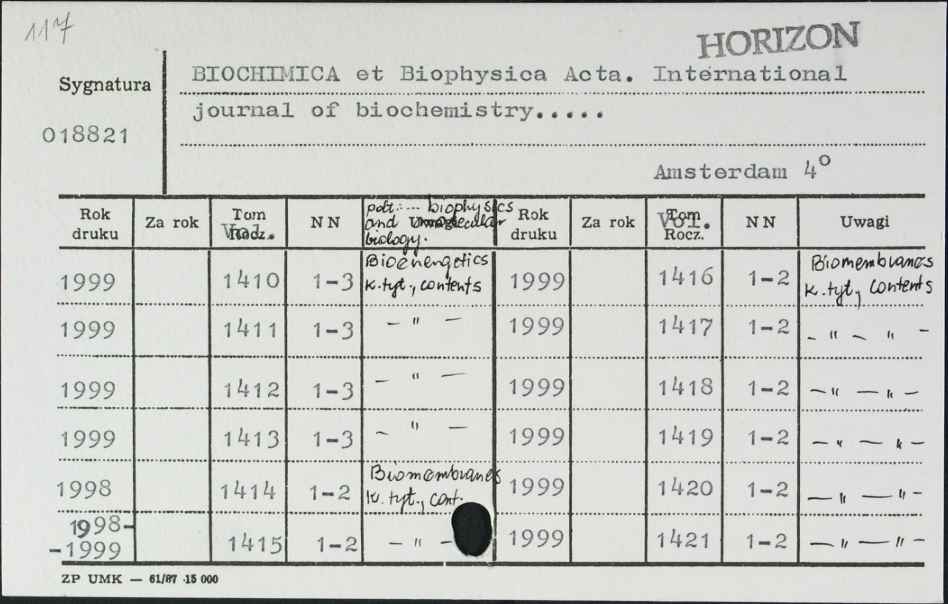 117
HORIZON
Sygnatura
018821
BIOCHIMICA et Biophysica Acta. International
journal of biochemistry.....
Amsterdam 4°
Rok druku Za rok Tom Rocz. Vol. NN podt: ... biophysics and molecular biology. Rok druku Za rok Tom Rocz. Vol. NN Uwagi
1999 1410 1-3 Bioenergetics k.tyt., contents 1999 1416 1-2 Biomembranes k.tyt., contents
1999 1411 1-3 - " - 1999 1417 1-2 - " - " -
1999 1412 1-3 - " - 1999 1418 1-2 - " - " -
1999 1413 1-3 - " - 1999 1419 1-2 - " - " -
1998 1414 1-2 Biomembranes k.tyt., cont. 1999 1420 1-2 - " - " -
1998-
-1999 1415 1-2 - " - 1999 1421 1-2 - " - " -
ZP UMK — 61/87 15 000